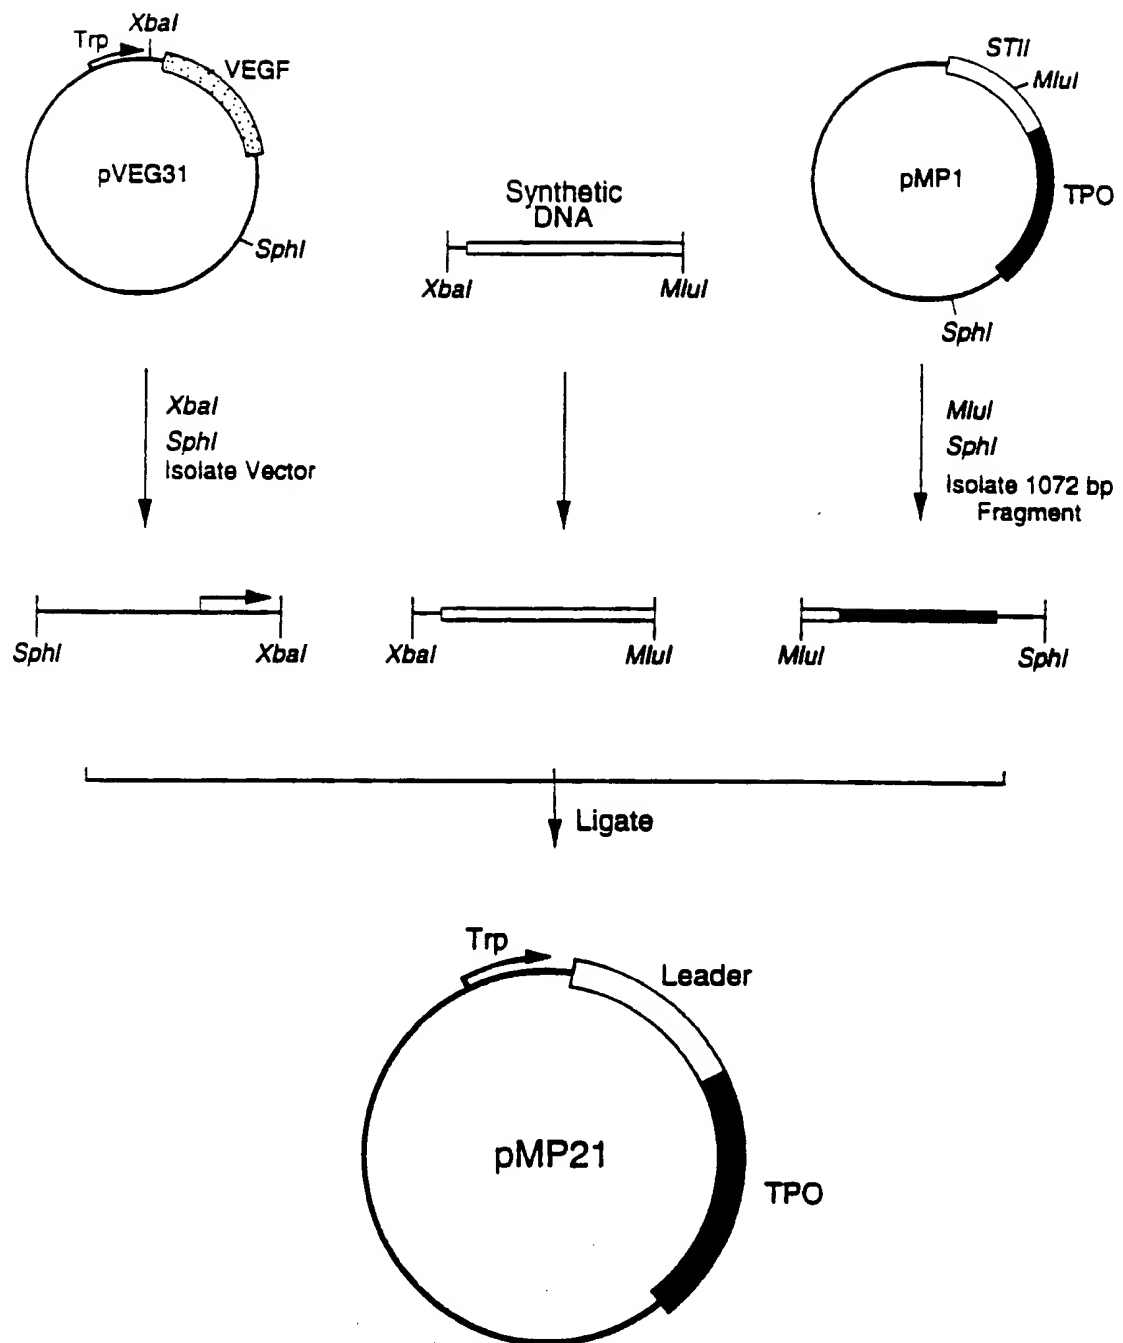 XbaI
Trp
VEGF
pVEG31
SphI
Synthetic
DNA
XbaI
MluI
STII
MluI
pMP1
TPO
SphI
XbaI
SphI
Isolate Vector
MluI
SphI
Isolate 1072 bp
Fragment
SphI
XbaI
XbaI
MluI
MluI
SphI
Ligate
Trp
Leader
pMP21
TPO